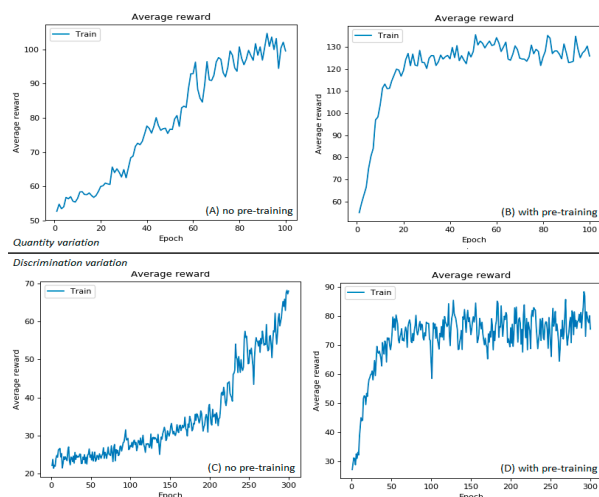 Average reward
Train
Average reward
100
90
80
70
60
50
0
20
40
60
80
100
Epoch
(A) no pre-training
Average reward
Train
Average reward
130
120
110
100
90
80
70
60
0
20
40
60
80
100
Epoch
(B) with pre-training
Quantity variation
Discrimination variation
Average reward
Train
Average reward
70
60
50
40
30
20
0
50
100
150
200
250
300
Epoch
(C) no pre-training
Average reward
Train
Average reward
90
80
70
60
50
40
30
0
50
100
150
200
250
300
Epoch
(D) with pre-training